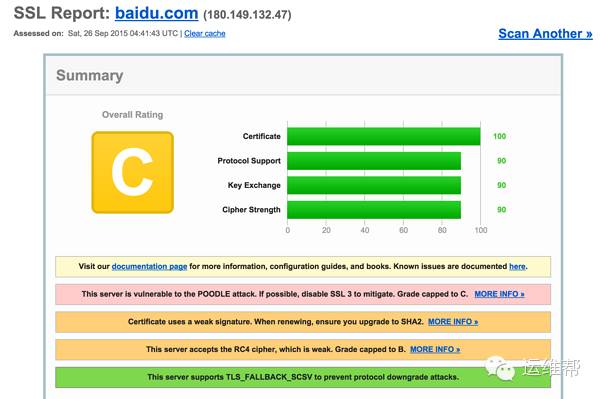 SSL Report: baidu.com (180.149.132.47)
Assessed on: Sat, 26 Sep 2015 04:41:43 UTC | Clear cache
Scan Another »
Summary
Overall Rating
C
Certificate 100
Protocol Support 90
Key Exchange 90
Cipher Strength 90
0 20 40 60 80 100
Visit our documentation page for more information, configuration guides, and books. Known issues are documented here.
This server is vulnerable to the POODLE attack. If possible, disable SSL 3 to mitigate. Grade capped to C. MORE INFO »
Certificate uses a weak signature. When renewing, ensure you upgrade to SHA2. MORE INFO »
This server accepts the RC4 cipher, which is weak. Grade capped to B. MORE INFO »
This server supports TLS_FALLBACK_SCSV to prevent protocol downgrade attacks.
运维帮